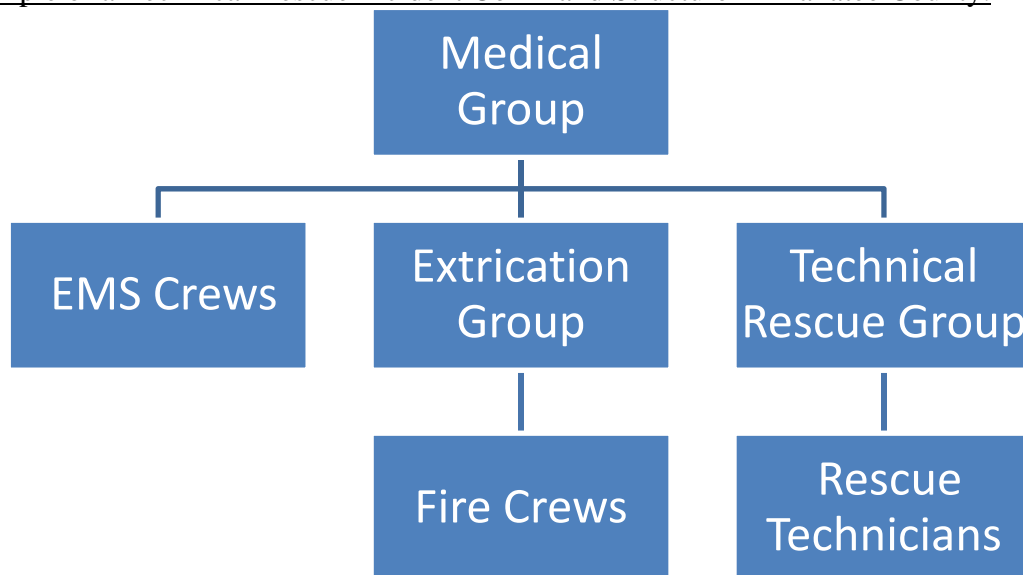 Medical
Group
EMS Crews
Extrication
Group
Technical
Rescue Group
Fire Crews
Rescue
Technicians